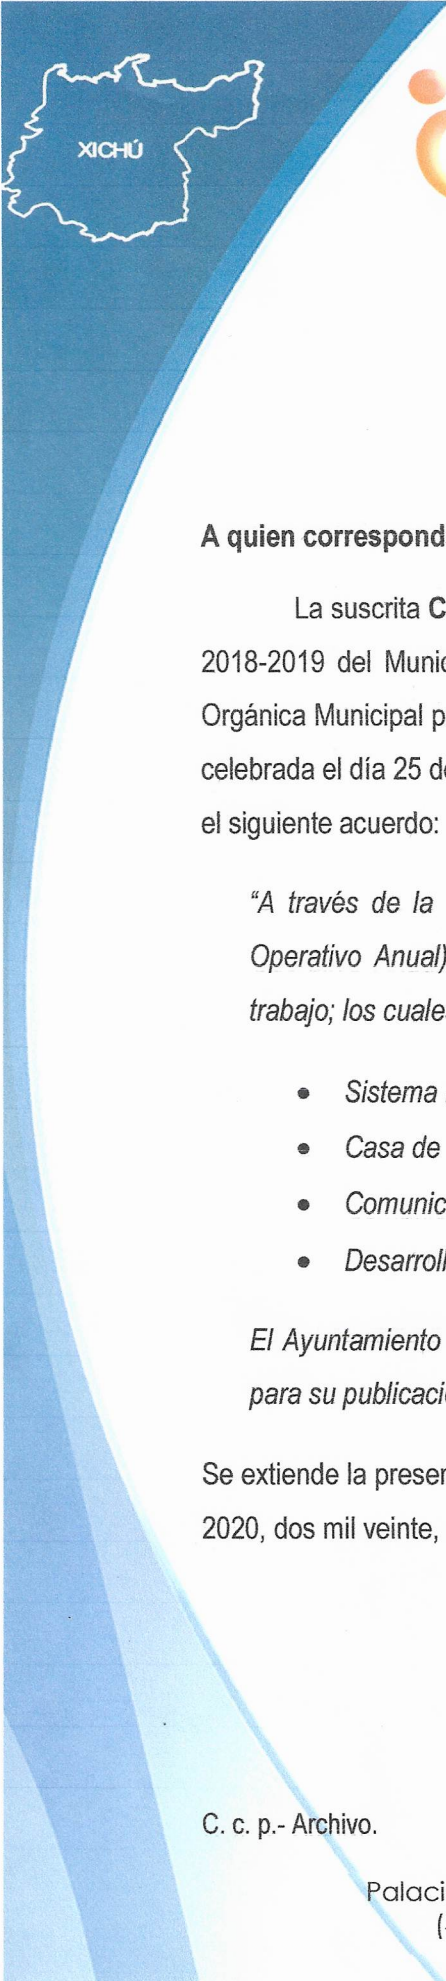 XICHÚ
A quien correspond
La suscrita C
2018-2019 del Munic
Orgánica Municipal p
celebrada el día 25 de
el siguiente acuerdo:
“A través de la
Operativo Anual)
trabajo; los cuale
• Sistema
• Casa de
• Comunic
• Desarroll
El Ayuntamiento
para su publicaci
Se extiende la presen
2020, dos mil veinte,
C. c. p.- Archivo.
Palaci
(